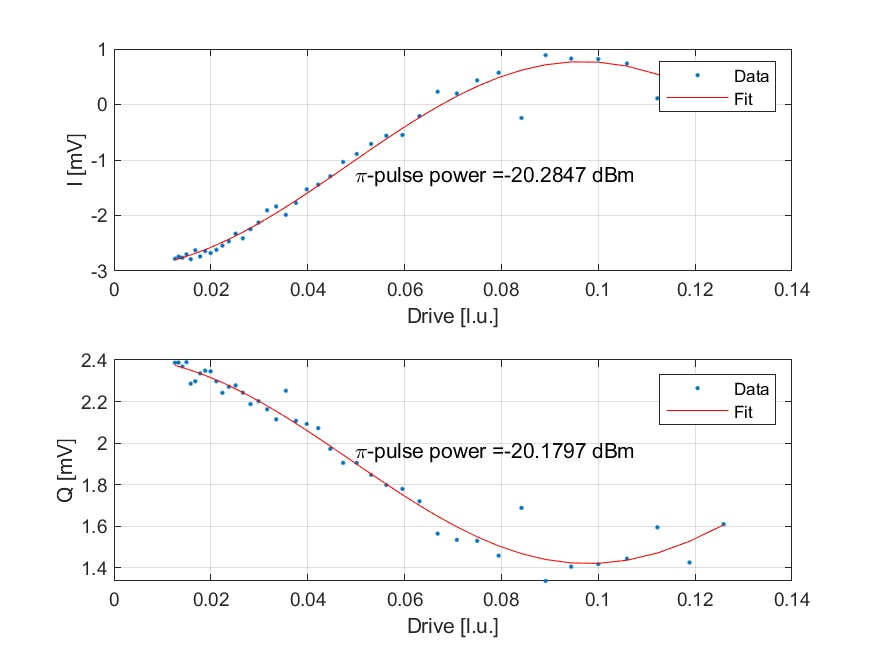 1
0
-1
-2
-3
I [mV]
Data
Fit
π-pulse power =-20.2847 dBm
0
0.02
0.04
0.06
0.08
0.1
0.12
0.14
Drive [l.u.]
2.4
2.2
2
1.8
1.6
1.4
Q [mV]
Data
Fit
π-pulse power =-20.1797 dBm
0
0.02
0.04
0.06
0.08
0.1
0.12
0.14
Drive [l.u.]